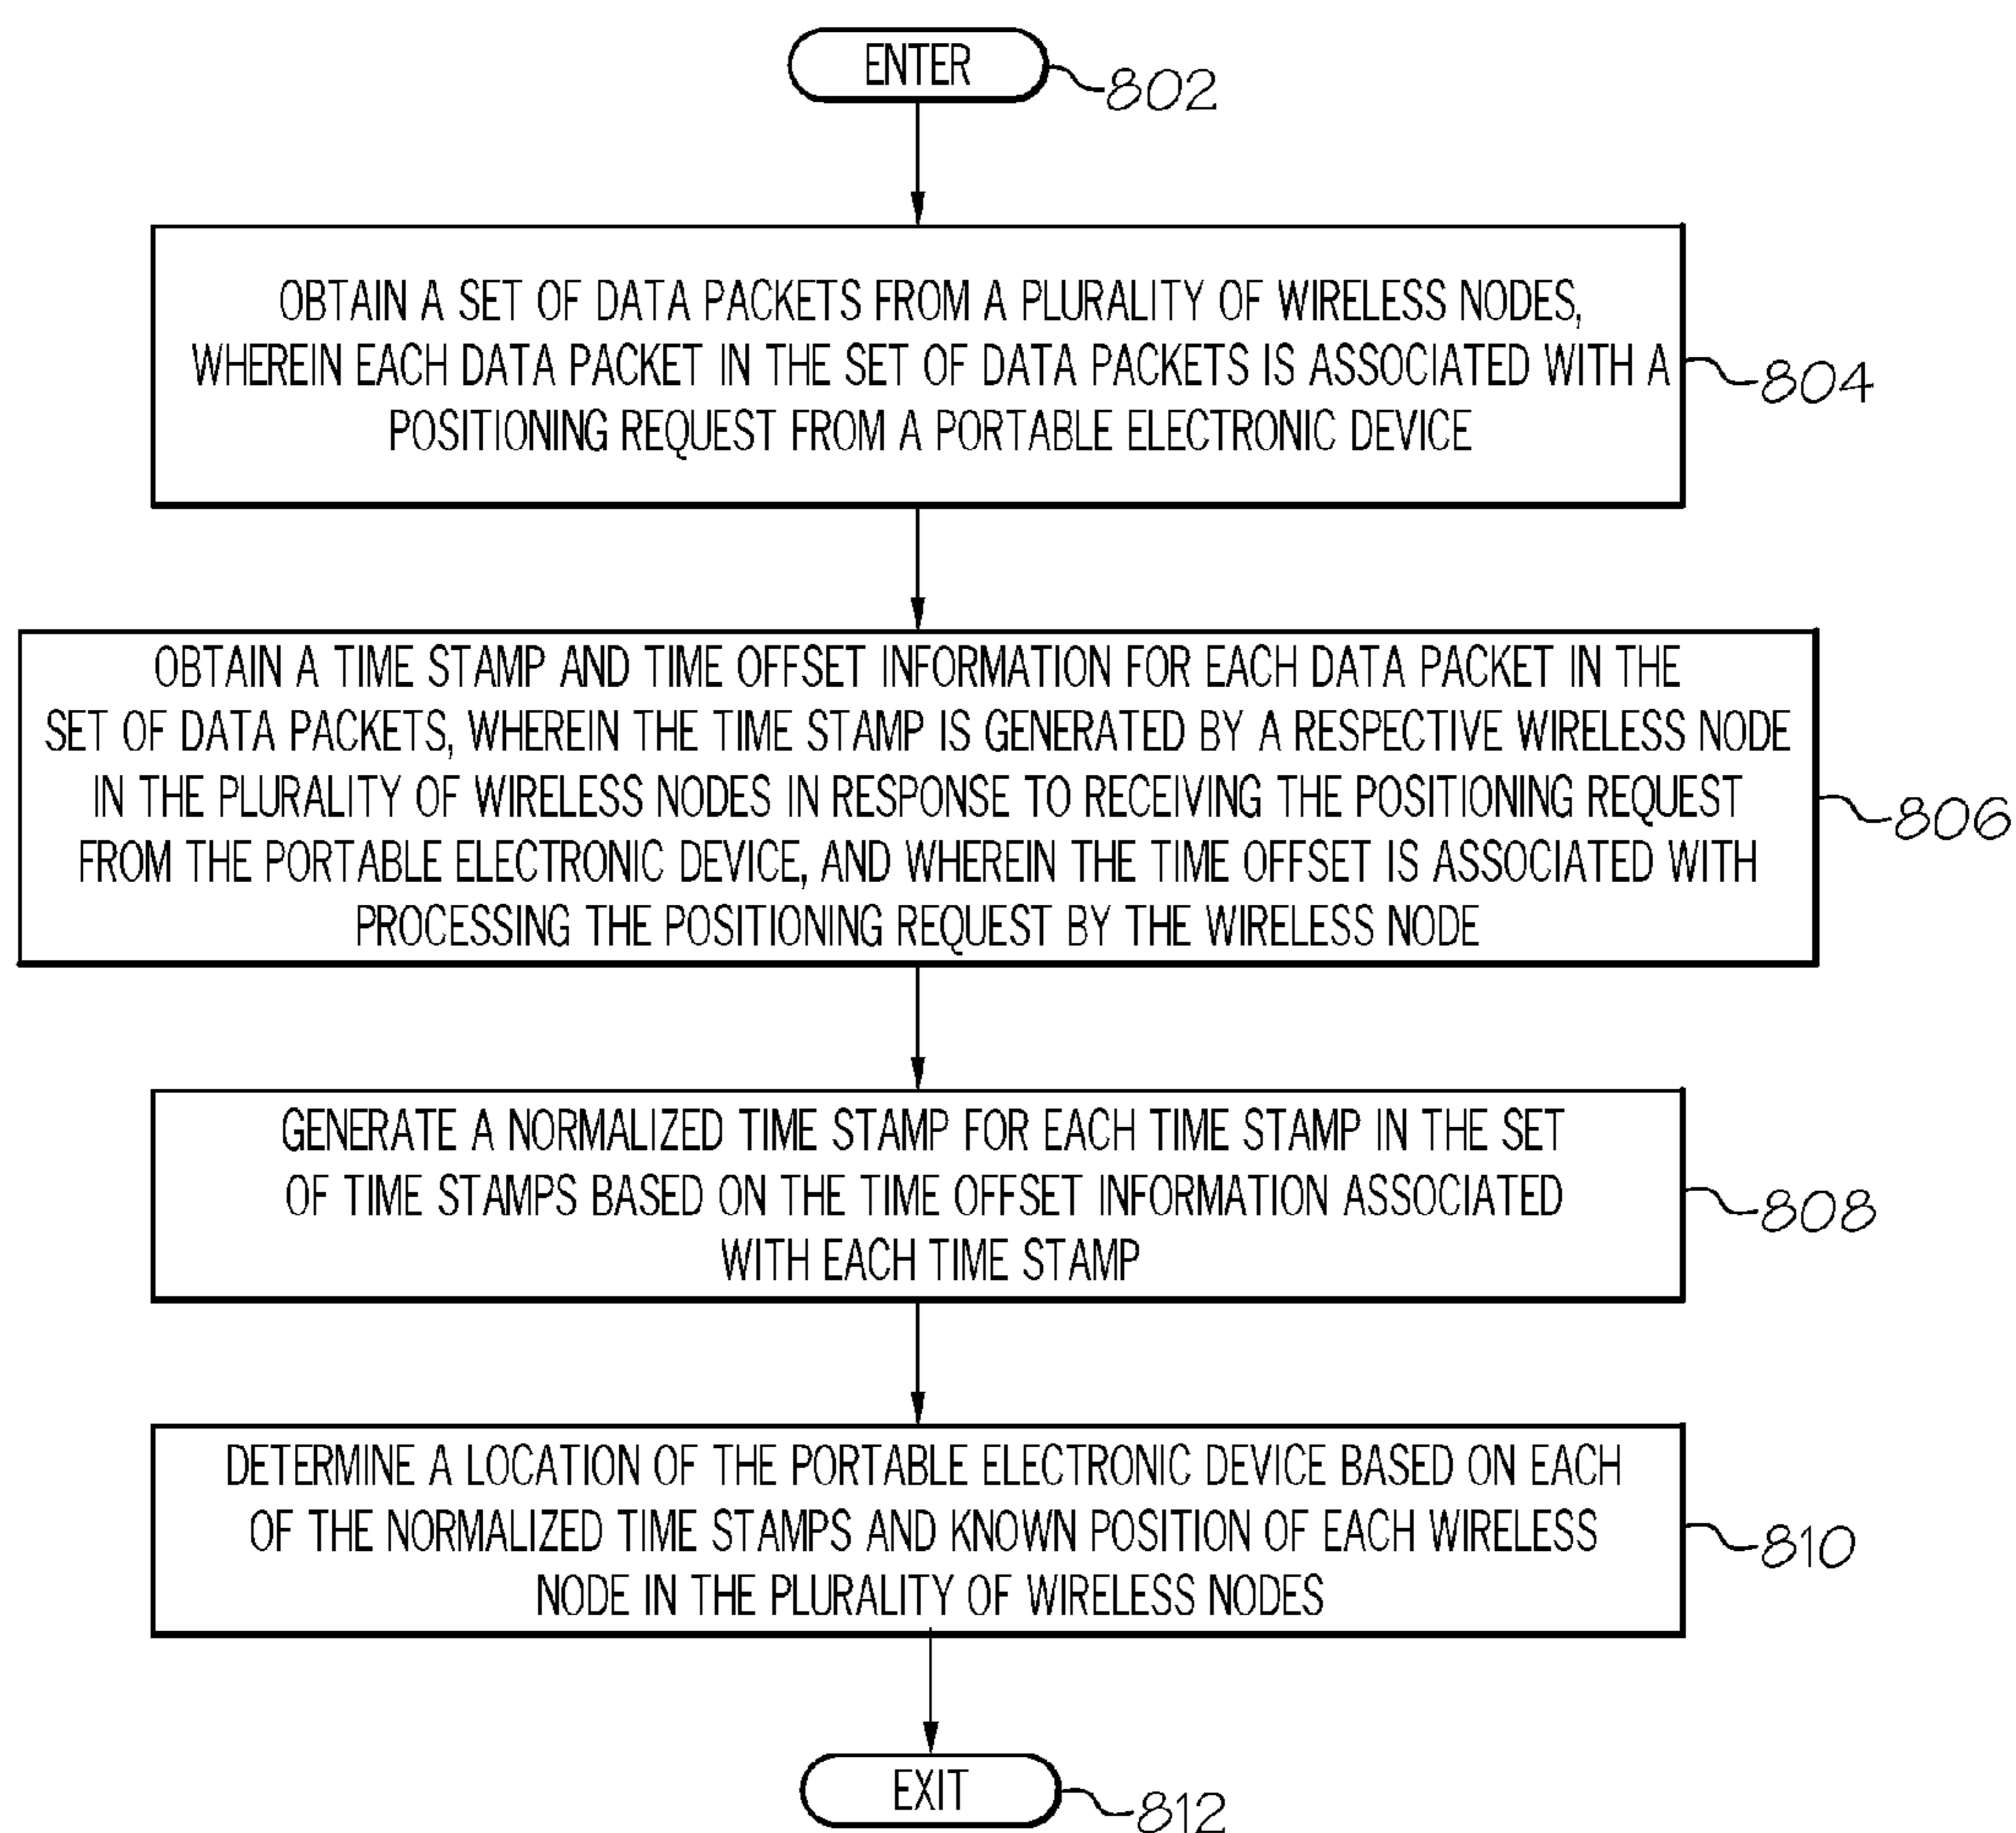 ENTER
802
OBTAIN A SET OF DATA PACKETS FROM A PLURALITY OF WIRELESS NODES,
WHEREIN EACH DATA PACKET IN THE SET OF DATA PACKETS IS ASSOCIATED WITH A
POSITIONING REQUEST FROM A PORTABLE ELECTRONIC DEVICE
804
OBTAIN A TIME STAMP AND TIME OFFSET INFORMATION FOR EACH DATA PACKET IN THE
SET OF DATA PACKETS, WHEREIN THE TIME STAMP IS GENERATED BY A RESPECTIVE WIRELESS NODE
IN THE PLURALITY OF WIRELESS NODES IN RESPONSE TO RECEIVING THE POSITIONING REQUEST
FROM THE PORTABLE ELECTRONIC DEVICE, AND WHEREIN THE TIME OFFSET IS ASSOCIATED WITH
PROCESSING THE POSITIONING REQUEST BY THE WIRELESS NODE
806
GENERATE A NORMALIZED TIME STAMP FOR EACH TIME STAMP IN THE SET
OF TIME STAMPS BASED ON THE TIME OFFSET INFORMATION ASSOCIATED
WITH EACH TIME STAMP
808
DETERMINE A LOCATION OF THE PORTABLE ELECTRONIC DEVICE BASED ON EACH
OF THE NORMALIZED TIME STAMPS AND KNOWN POSITION OF EACH WIRELESS
NODE IN THE PLURALITY OF WIRELESS NODES
810
EXIT
812